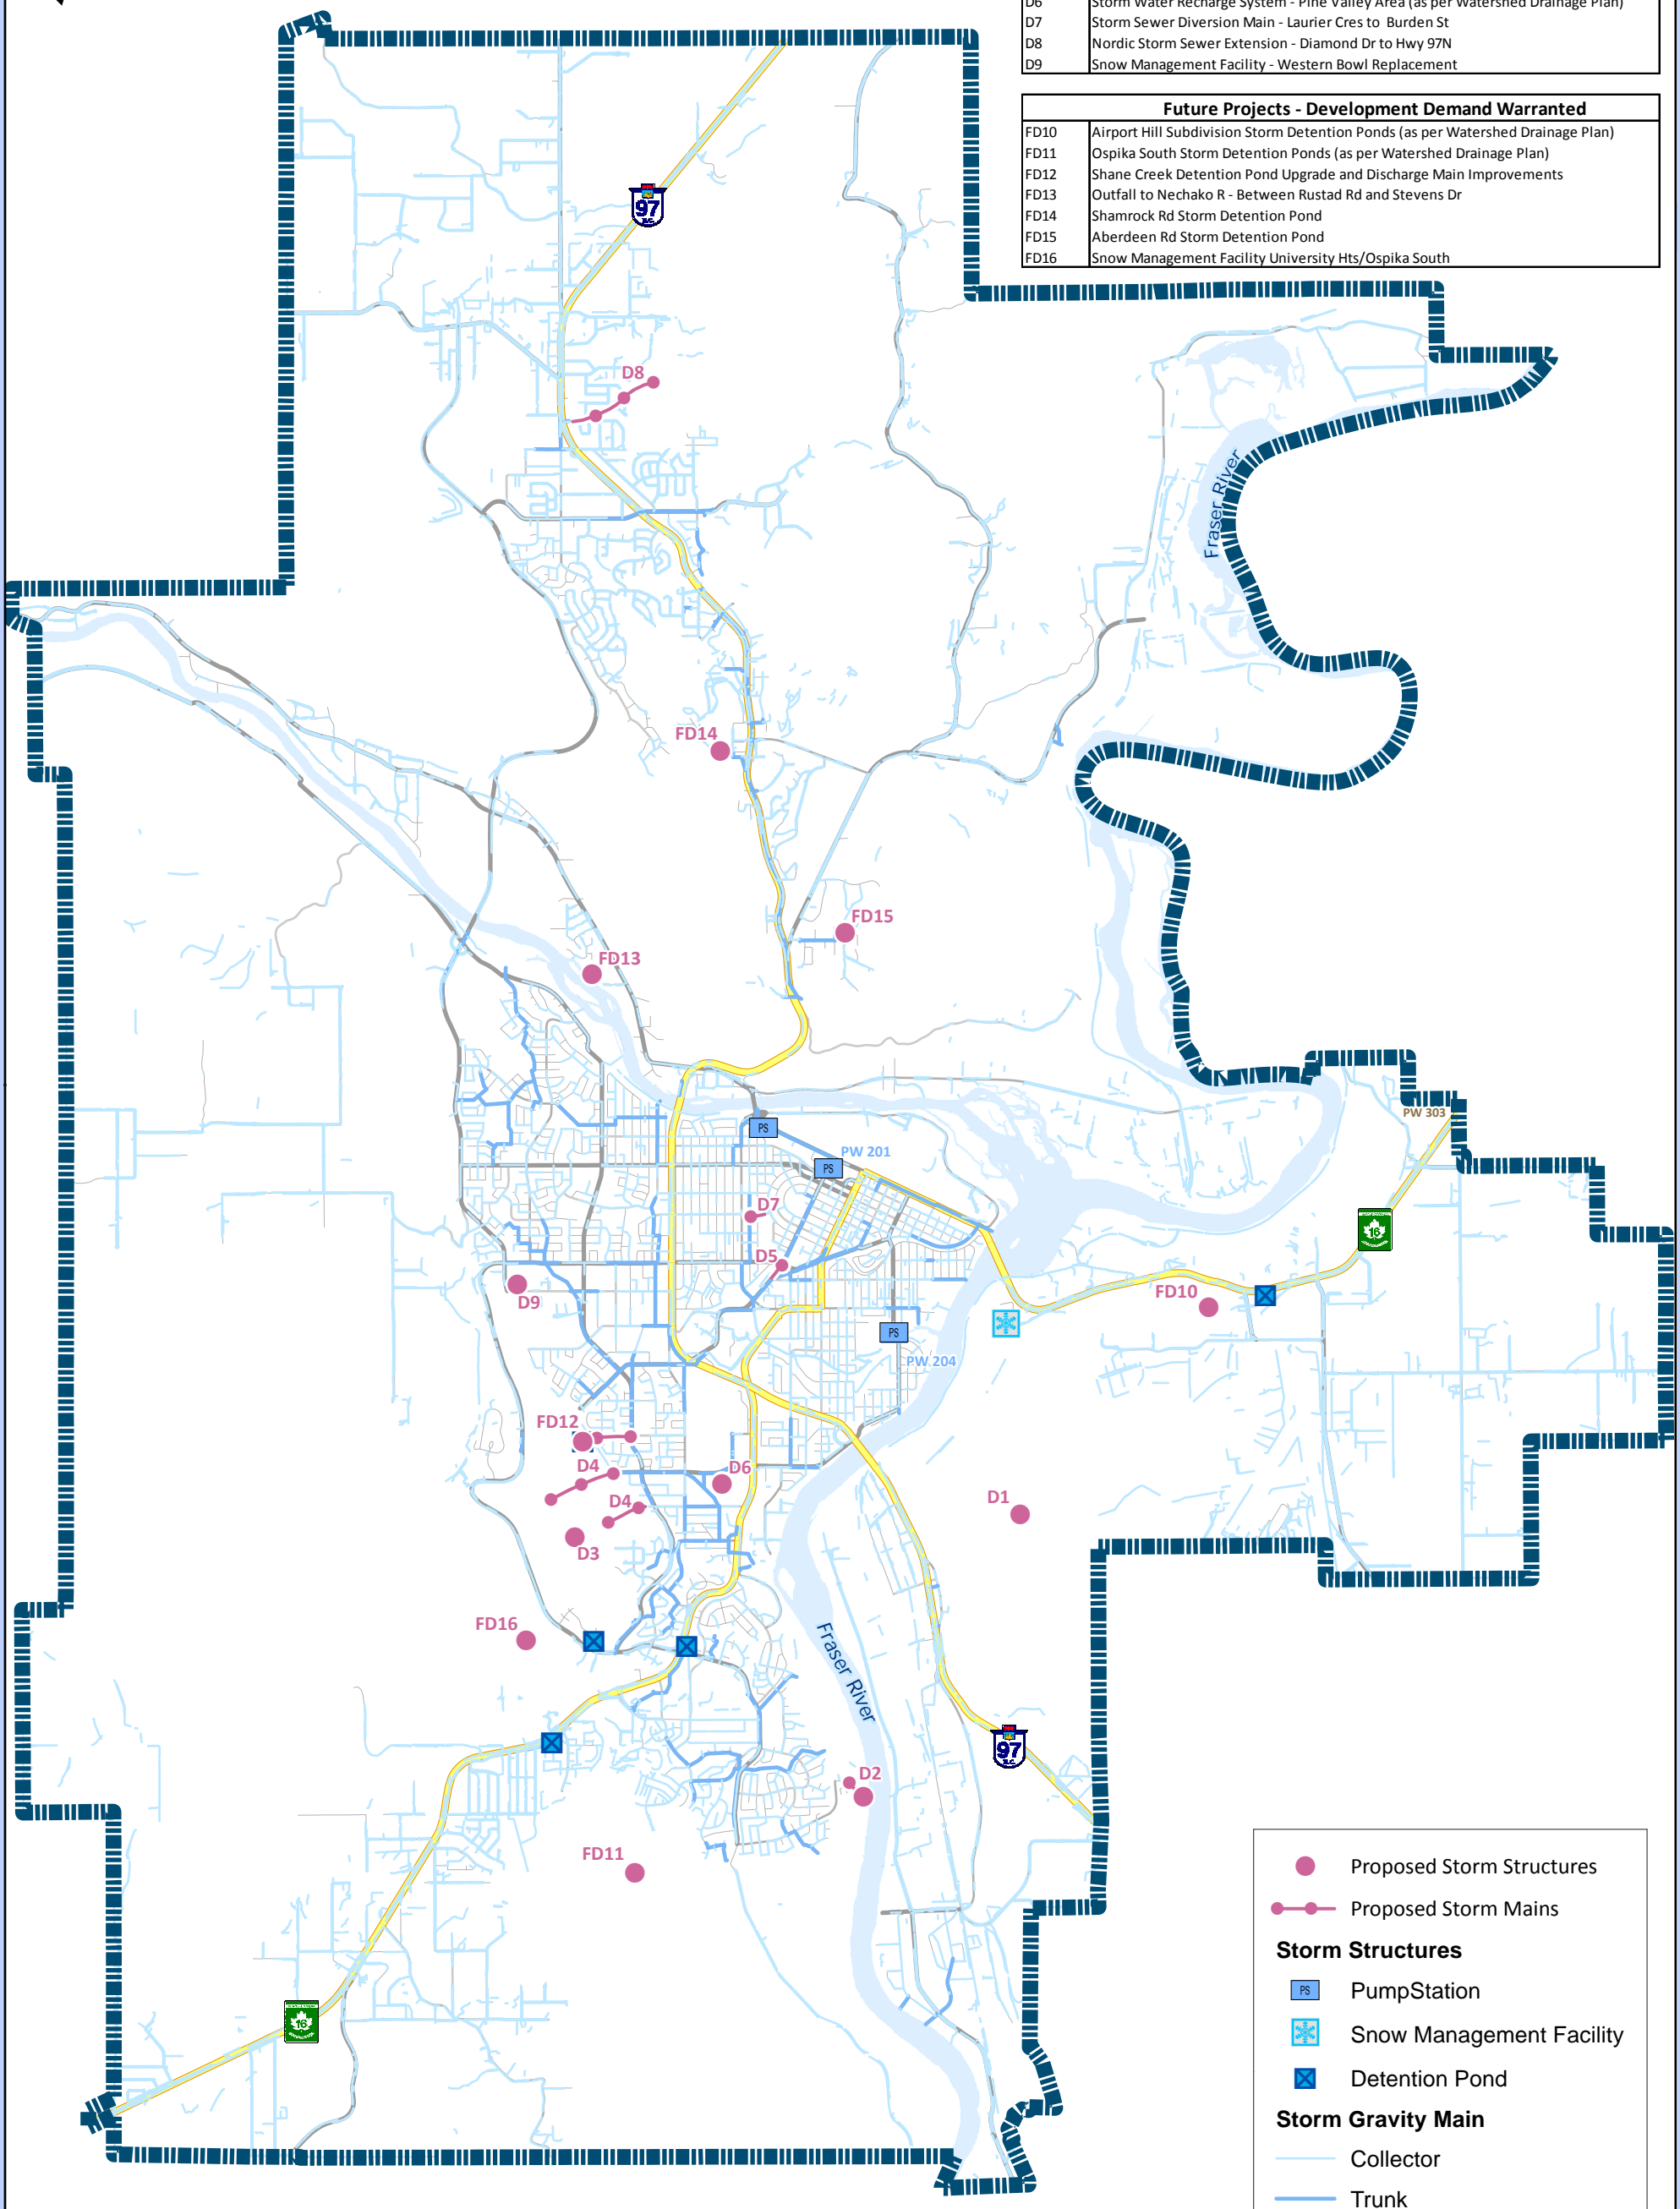 D6 Storm Water Recharge System - Pine Valley Area (as per Watershed Drainage Plan)
D7 Storm Sewer Diversion Main - Laurier Cres to Burden St
D8 Nordic Storm Sewer Extension - Diamond Dr to Hwy 97N
D9 Snow Management Facility - Western Bowl Replacement
Future Projects - Development Demand Warranted
FD10 Airport Hill Subdivision Storm Detention Ponds (as per Watershed Drainage Plan)
FD11 Ospika South Storm Detention Ponds (as per Watershed Drainage Plan)
FD12 Shane Creek Detention Pond Upgrade and Discharge Main Improvements
FD13 Outfall to Nechako R - Between Rustad Rd and Stevens Dr
FD14 Shamrock Rd Storm Detention Pond
FD15 Aberdeen Rd Storm Detention Pond
FD16 Snow Management Facility University Hts/Ospika South
97
D8
Fraser River
FD14
FD15
FD13
PW 303
PS
PW 201
PS
D7
16
D5
D9
FD10
PS
PW 204
FD12
D4
D6
D4
D1
D3
FD16
Fraser River
97
D2
FD11
16
Proposed Storm Structures
Proposed Storm Mains
Storm Structures
PS PumpStation
Snow Management Facility
Detention Pond
Storm Gravity Main
Collector
Trunk